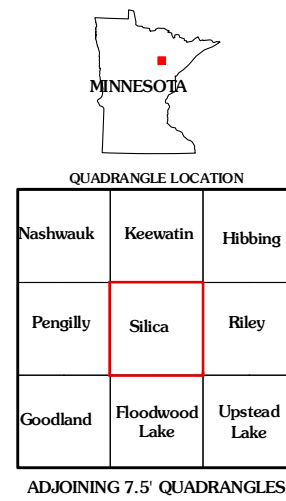 MINNESOTA
QUADRANGLE LOCATION
Nashwauk
Keewatin
Hibbing
Pengilly
Silica
Riley
Goodland
Floodwood
Lake
Upstead
Lake
ADJOINING 7.5' QUADRANGLES